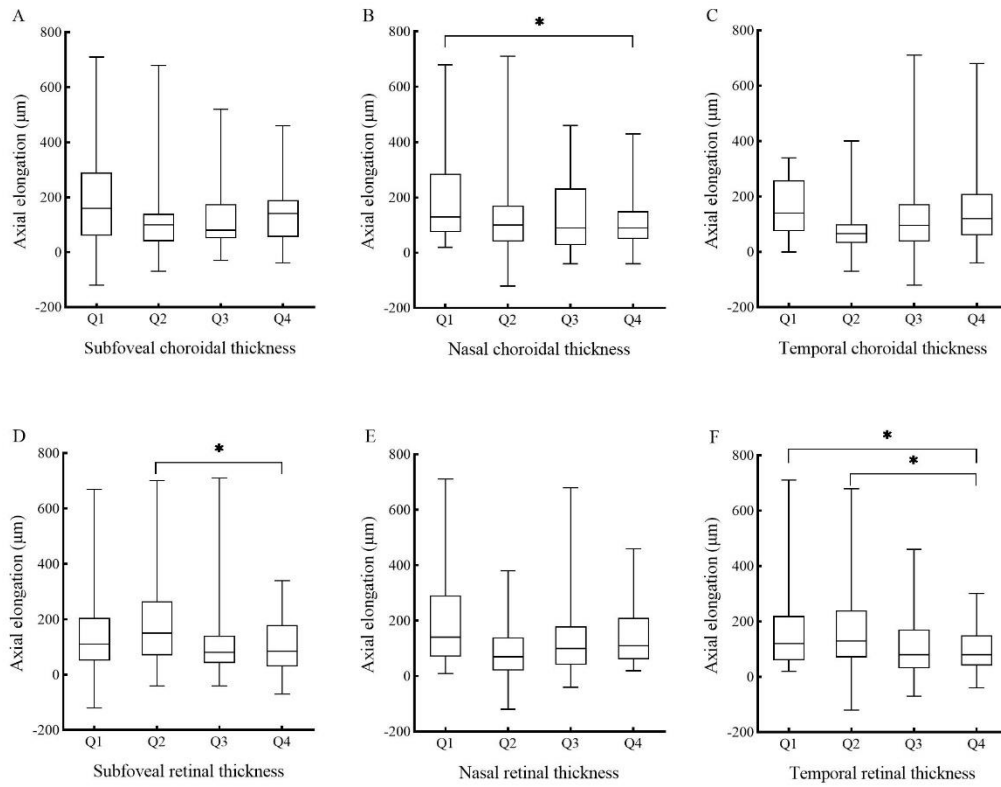 A
B
C
*
800
600
400
200
0
-200
Axial elongation (µm)
Q1 Q2 Q3 Q4
Subfoveal choroidal thickness
800
600
400
200
0
-200
Axial elongation (µm)
Q1 Q2 Q3 Q4
Nasal choroidal thickness
800
600
400
200
0
-200
Axial elongation (µm)
Q1 Q2 Q3 Q4
Temporal choroidal thickness
D
E
F
*
*
*
800
600
400
200
0
-200
Axial elongation (µm)
Q1 Q2 Q3 Q4
Subfoveal retinal thickness
800
600
400
200
0
-200
Axial elongation (µm)
Q1 Q2 Q3 Q4
Nasal retinal thickness
800
600
400
200
0
-200
Axial elongation (µm)
Q1 Q2 Q3 Q4
Temporal retinal thickness